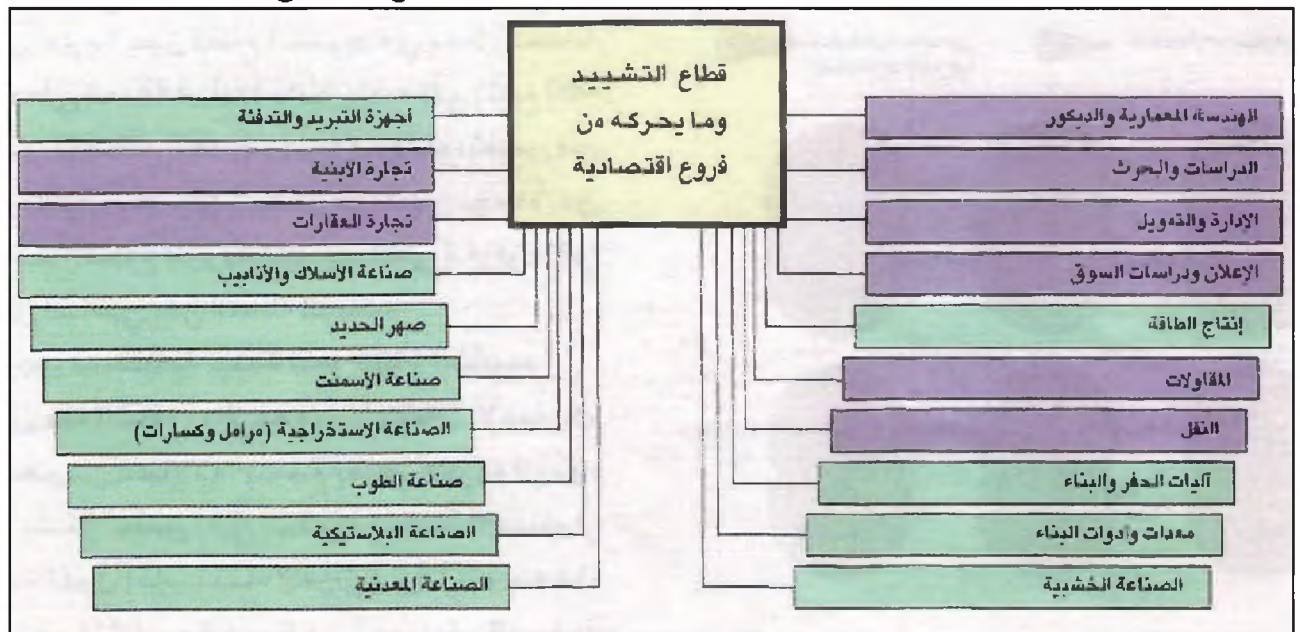 قطاع التشييد
وما يحركه من
فروع اقتصادية
الهندسة المعمارية والديكور
الدراسات والبحوث
الإدارة والتمويل
الإعلان ودراسات السوق
إنتاج الطاقة
المقاولات
النقل
آليات الحفر والبناء
معدات وأدوات البناء
الصناعة الخشبية
أجهزة التبريد والتدفئة
تجارة الابنية
تجارة العقارات
صناعة الأسلاك والأنابيب
صهر الحديد
صناعة الأسمنت
الصناعة الاستخراجية (مرامل وكسارات)
صناعة الطوب
الصناعة البلاستيكية
الصناعة المعدنية